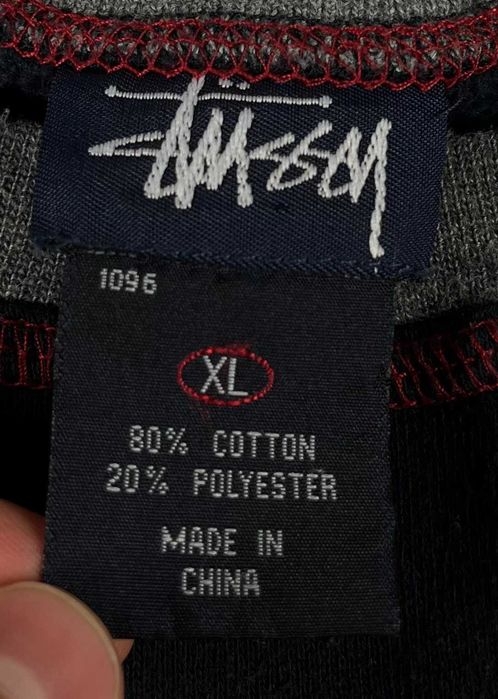 Stüssy
1096
XL
80% COTTON
20% POLYESTER
MADE IN
CHINA